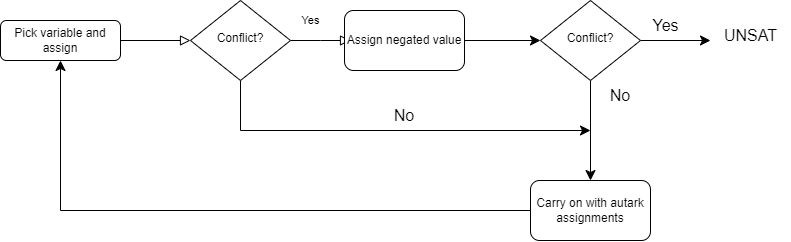 Pick variable and
assign
Conflict?
Yes
Assign negated value
Conflict?
Yes
UNSAT
No
No
Carry on with autark
assignments